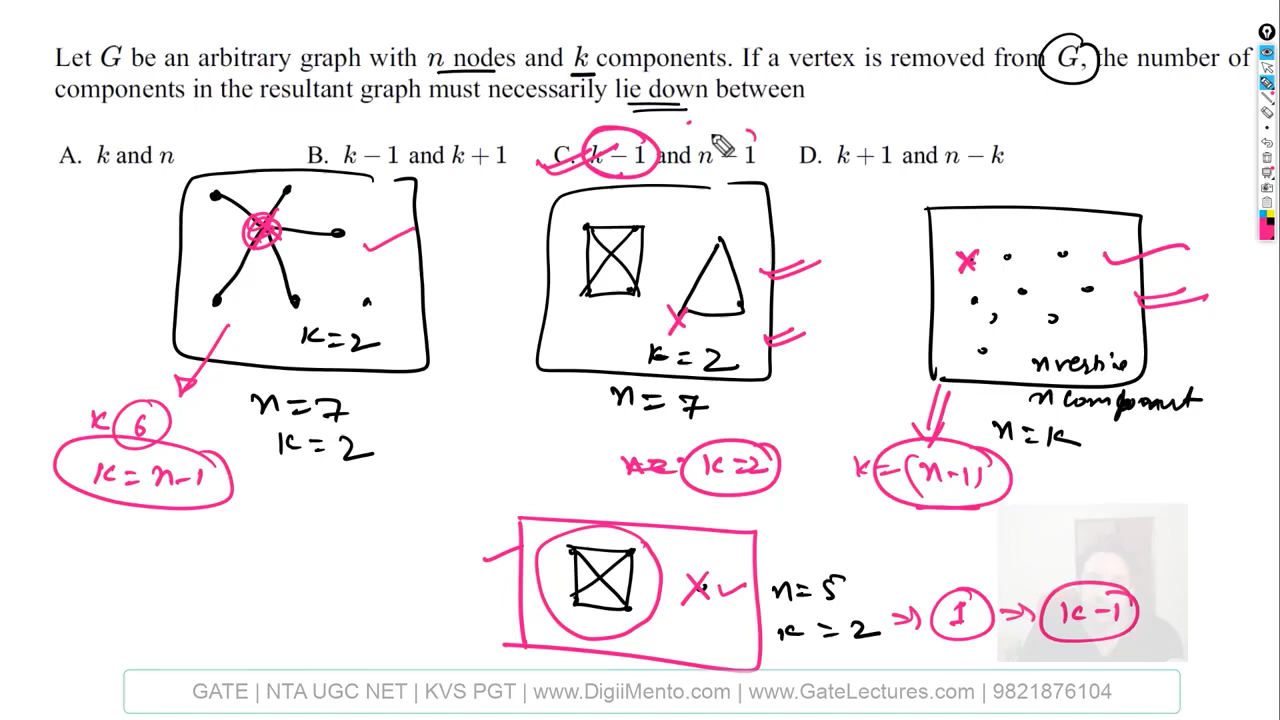 Let G be an arbitrary graph with n nodes and k components. If a vertex is removed from G, the number of
components in the resultant graph must necessarily lie down between
A. k and n B. k − 1 and k + 1 C. k − 1 and n − 1 D. k + 1 and n − k
k = 2
k = 2
n vertice
n component
n = 7
k = 2
n = 7
n = k
k 6
k = n-1
k=2
k = (n-1)
n = 5
k = 2 ⇒ 1 ⇒ k-1
GATE | NTA UGC NET | KVS PGT | www.DigiiMento.com | www.GateLectures.com | 9821876104